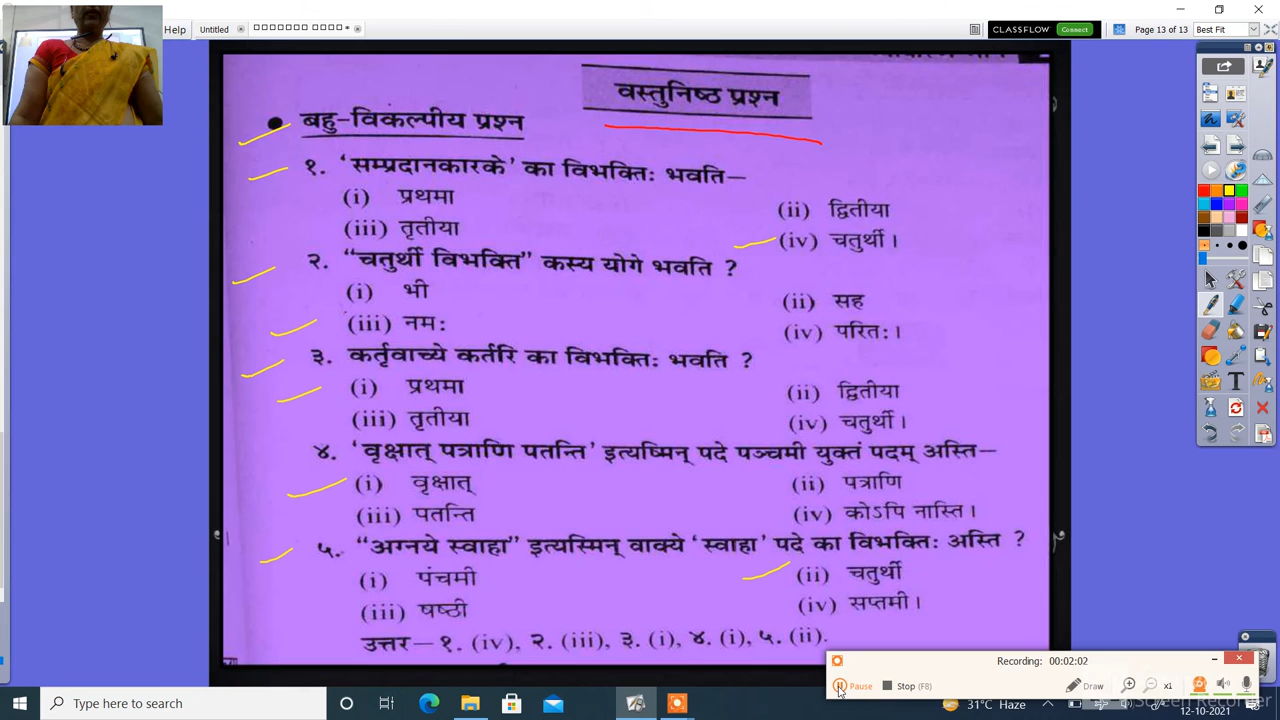 Help Untitled
CLASSFLOW Connect Page 13 of 13 Best Fit
वस्तुनिष्ठ प्रश्न
● बहु-विकल्पीय प्रश्न
१. 'सम्प्रदानकारके' का विभक्तिः भवति–
(i) प्रथमा (ii) द्वितीया
(iii) तृतीया (iv) चतुर्थी।
२. "चतुर्थी विभक्ति" कस्य योगे भवति ?
(i) भी (ii) सह
(iii) नम: (iv) परित:।
३. कर्तृवाच्ये कर्तरि का विभक्तिः भवति ?
(i) प्रथमा (ii) द्वितीया
(iii) तृतीया (iv) चतुर्थी।
४. 'वृक्षात् पत्राणि पतन्ति' इत्यष्मिन् पदे पञ्चमी युक्तं पदम् अस्ति–
(i) वृक्षात् (ii) पत्राणि
(iii) पतन्ति (iv) कोऽपि नास्ति।
५. "अग्नये स्वाहा" इत्यस्मिन् वाक्ये 'स्वाहा' पदे का विभक्तिः अस्ति ?
(i) पंचमी (ii) चतुर्थी
(iii) षष्ठी (iv) सप्तमी।
उत्तर–१. (iv), २. (iii), ३. (i), ४. (i), ५. (ii).
Recording: 00:02:02
Pause Stop (F8) Draw x1
Type here to search
31°C Haze 12-10-2021